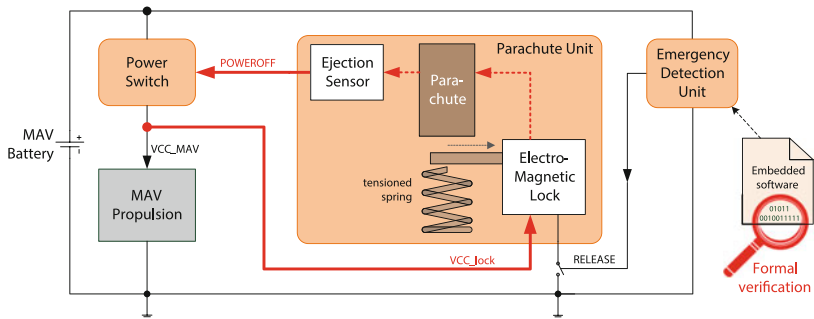 Power
Switch
POWEROFF
Ejection
Sensor
Parachute Unit
Para-
chute
Emergency
Detection
Unit
MAV
Battery
+
-
VCC_MAV
MAV
Propulsion
tensioned
spring
Electro-
Magnetic
Lock
VCC_lock
RELEASE
Embedded
software
01011
0010011111
Formal
verification